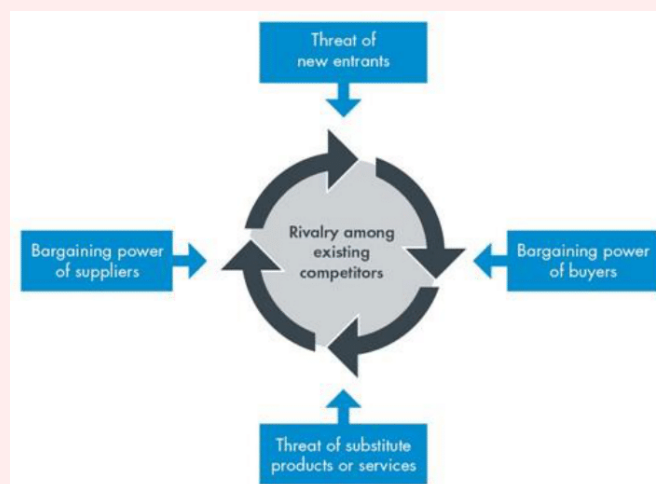 Threat of
new entrants
Bargaining power
of suppliers
Rivalry among
existing
competitors
Bargaining power
of buyers
Threat of substitute
products or services